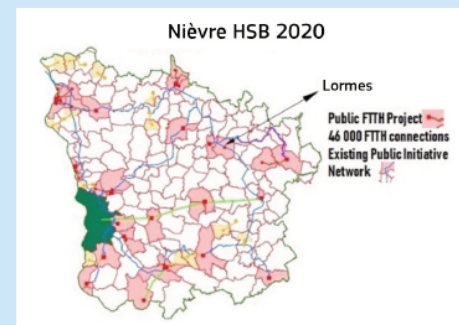 Nièvre HSB 2020
Lormes
Public FTTH Project
46 000 FTTH connections
Existing Public Initiative
Network